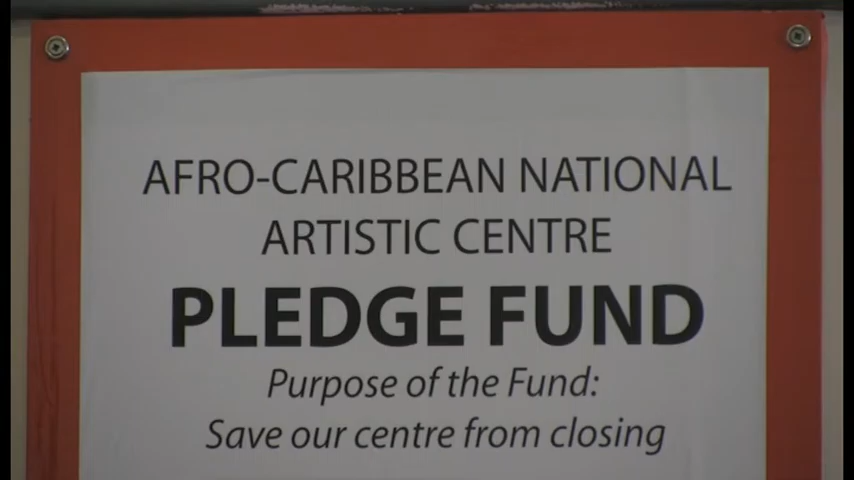 AFRO-CARIBBEAN NATIONAL
ARTISTIC CENTRE
PLEDGE FUND
Purpose of the Fund:
Save our centre from closing